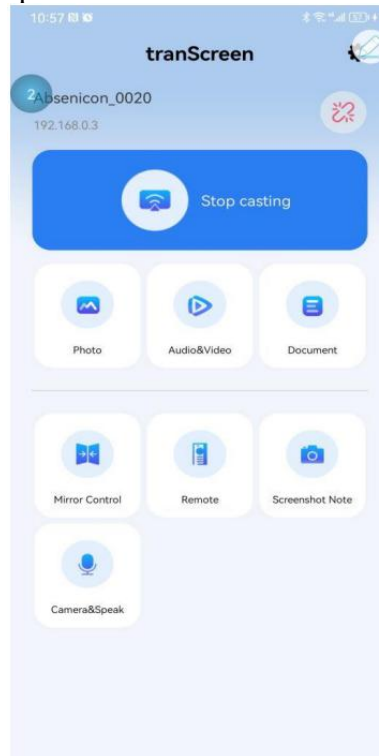 10:57
tranScreen
2
Absenicon_0020
192.168.0.3
Stop casting
Photo Audio&Video Document
Mirror Control Remote Screenshot Note
Camera&Speak